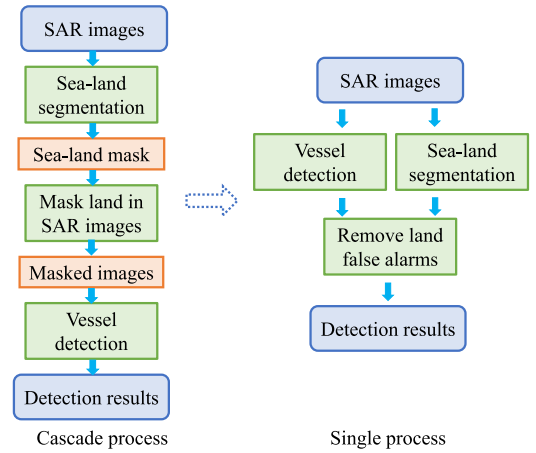 SAR images
Sea-land
segmentation
Sea-land mask
Mask land in
SAR images
Masked images
Vessel
detection
Detection results
Cascade process
SAR images
Vessel
detection
Sea-land
segmentation
Remove land
false alarms
Detection results
Single process